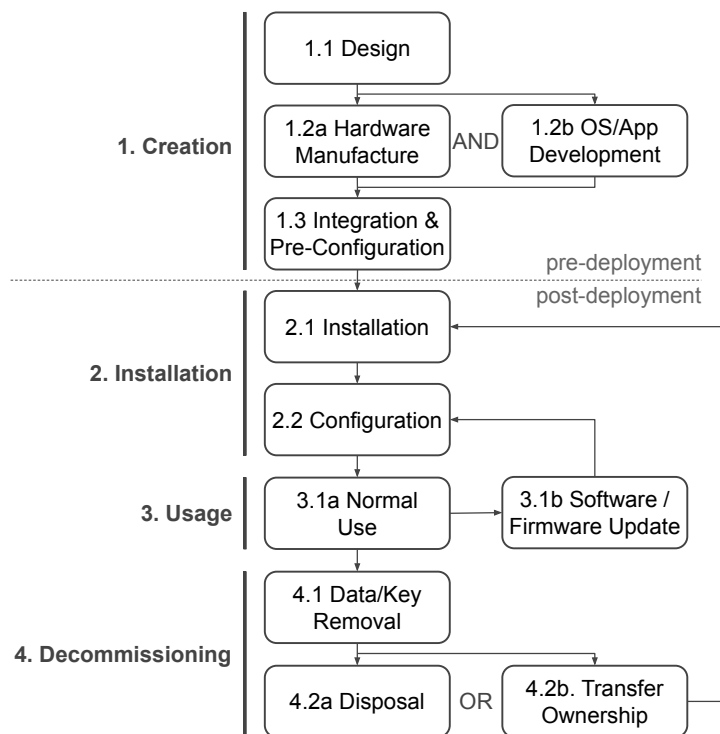 1.1 Design
1. Creation
1.2a Hardware
Manufacture
AND
1.2b OS/App
Development
1.3 Integration &
Pre-Configuration
pre-deployment
post-deployment
2. Installation
2.1 Installation
2.2 Configuration
3. Usage
3.1a Normal
Use
3.1b Software /
Firmware Update
4. Decommissioning
4.1 Data/Key
Removal
4.2a Disposal
OR
4.2b. Transfer
Ownership